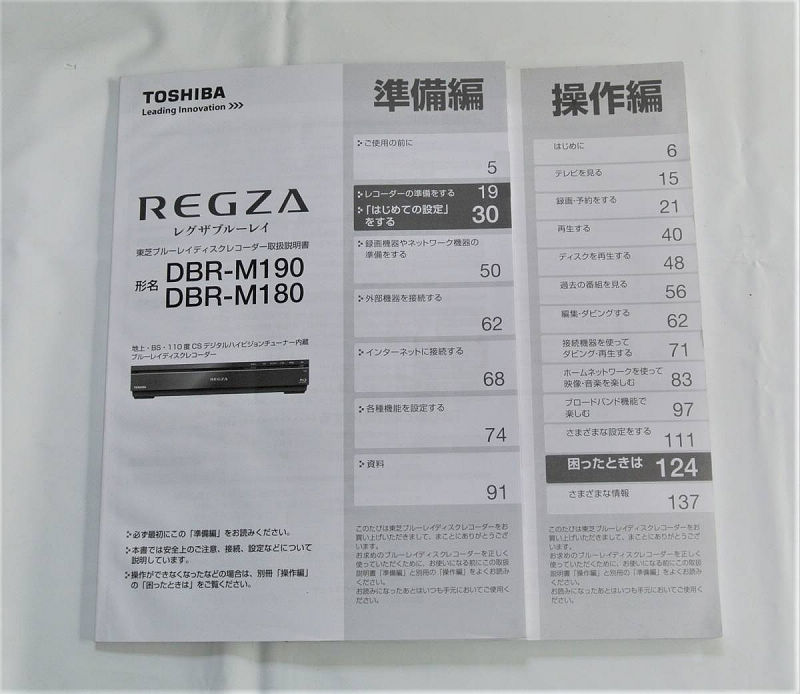 TOSHIBA
Leading Innovation >>>
REGZA
レグザブルーレイ
東芝ブルーレイディスクレコーダー取扱説明書
形名 DBR-M190
DBR-M180
地上・BS・110度CSデジタルハイビジョンチューナー内蔵
ブルーレイディスクレコーダー
TOSHIBA
REGZA
必ず最初にこの「準備編」をお読みください。
本書では安全上のご注意、接続、設定などについて
説明しています。
操作ができなくなったなどの場合は、別冊「操作編」
の「困ったときは」をご覧ください。
準備編
ご使用の前に
5
レコーダーの準備をする 19
「はじめての設定」
をする 30
録画機器やネットワーク機器の
準備をする
50
外部機器を接続する
62
インターネットに接続する
68
各種機能を設定する
74
資料
91
このたびは東芝ブルーレイディスクレコーダーをお
買い上げいただきまして、まことにありがとうござ
います。
お求めのブルーレイディスクレコーダーを正しく
使っていただくために、お使いになる前にこの取扱
説明書「準備編」と別冊の「操作編」をよくお読み
ください。
お読みになったあとはいつも手元においてご使用く
ださい。
操作編
はじめに 6
テレビを見る 15
録画・予約をする 21
再生する 40
ディスクを再生する 48
過去の番組を見る 56
編集・ダビングする 62
接続機器を使って
ダビング・再生する 71
ホームネットワークを使って
映像・音楽を楽しむ 83
ブロードバンド機能で
楽しむ 97
さまざまな設定をする 111
困ったときは 124
さまざまな情報 137
このたびは東芝ブルーレイディスクレコーダーをお
買い上げいただきまして、まことにありがとうござ
います。
お求めのブルーレイディスクレコーダーを正しく使
っていただくために、お使いになる前にこの取扱説
明書「操作編」と別冊の「準備編」をよくお読みく
ださい。
お読みになったあとはいつも手元においてご使用く
ださい。